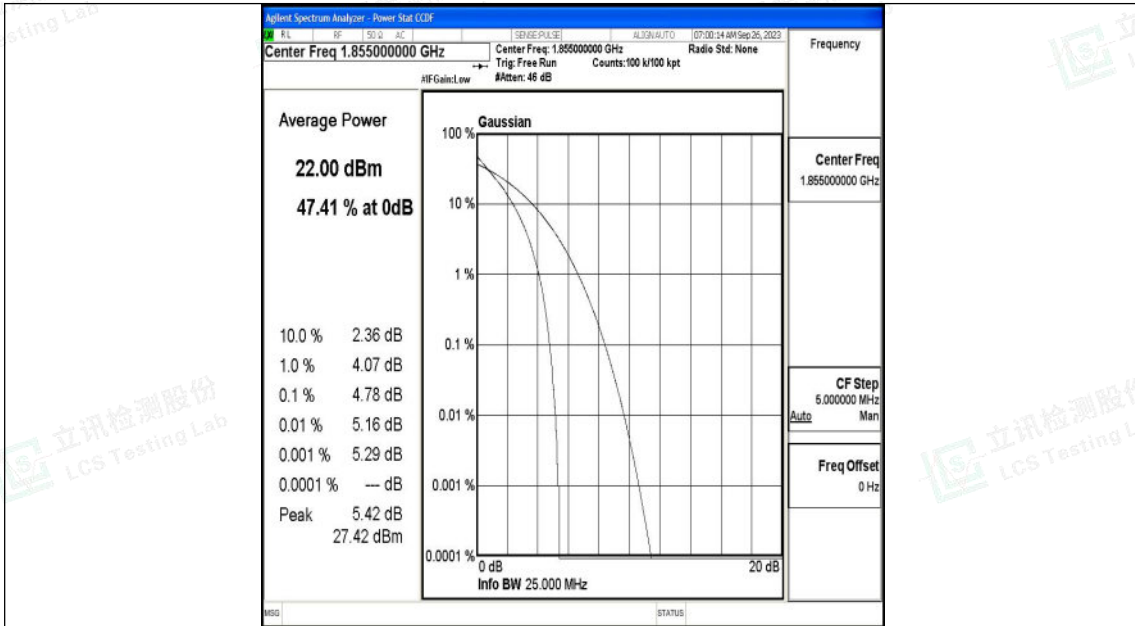 Agilent Spectrum Analyzer - Power Stat CCDF
RL RF 50 Ω AC SENSE:PULSE ALIGNAUTO 07:00:14 AM Sep 26, 2023
Center Freq 1.855000000 GHz
Center Freq: 1.855000000 GHz Radio Std: None
Trig: Free Run Counts:100 k/100 kpt
#IFGain:Low #Atten: 46 dB
Frequency
Average Power
22.00 dBm
47.41 % at 0dB
10.0 % 2.36 dB
1.0 % 4.07 dB
0.1 % 4.78 dB
0.01 % 5.16 dB
0.001 % 5.29 dB
0.0001 % --- dB
Peak 5.42 dB
27.42 dBm
Gaussian
100 %
10 %
1 %
0.1 %
0.01 %
0.001 %
0.0001 %
0 dB 20 dB
Info BW 25.000 MHz
Center Freq
1.855000000 GHz
CF Step
5.000000 MHz
Auto Man
Freq Offset
0 Hz
MSG STATUS
立讯检测股份
LCS Testing Lab
立讯检测股份
LCS Testing L
sting Lab
立
LC